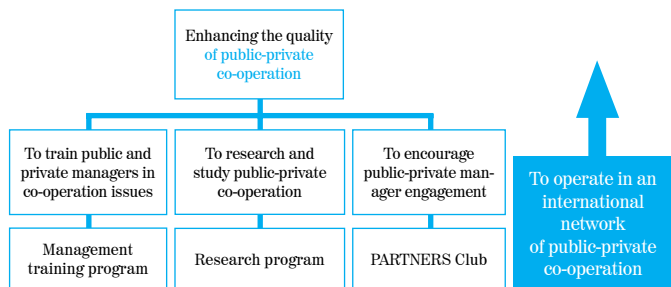 Enhancing the quality
of public-private
co-operation
To train public and
private managers in
co-operation issues
To research and
study public-private
co-operation
To encourage
public-private man-
ager engagement
To operate in an
international
network
of public-private
co-operation
Management
training program
Research program
PARTNERS Club